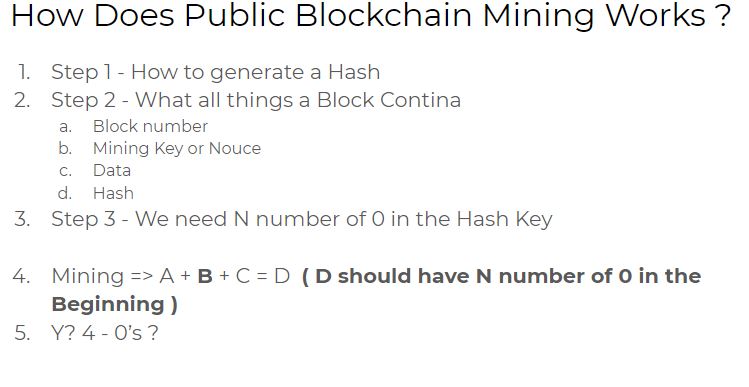 How Does Public Blockchain Mining Works ?
1. Step 1 - How to generate a Hash
2. Step 2 - What all things a Block Contina
a. Block number
b. Mining Key or Nouce
c. Data
d. Hash
3. Step 3 - We need N number of 0 in the Hash Key
4. Mining => A + B + C = D ( D should have N number of 0 in the
Beginning )
5. Y? 4 - 0's ?